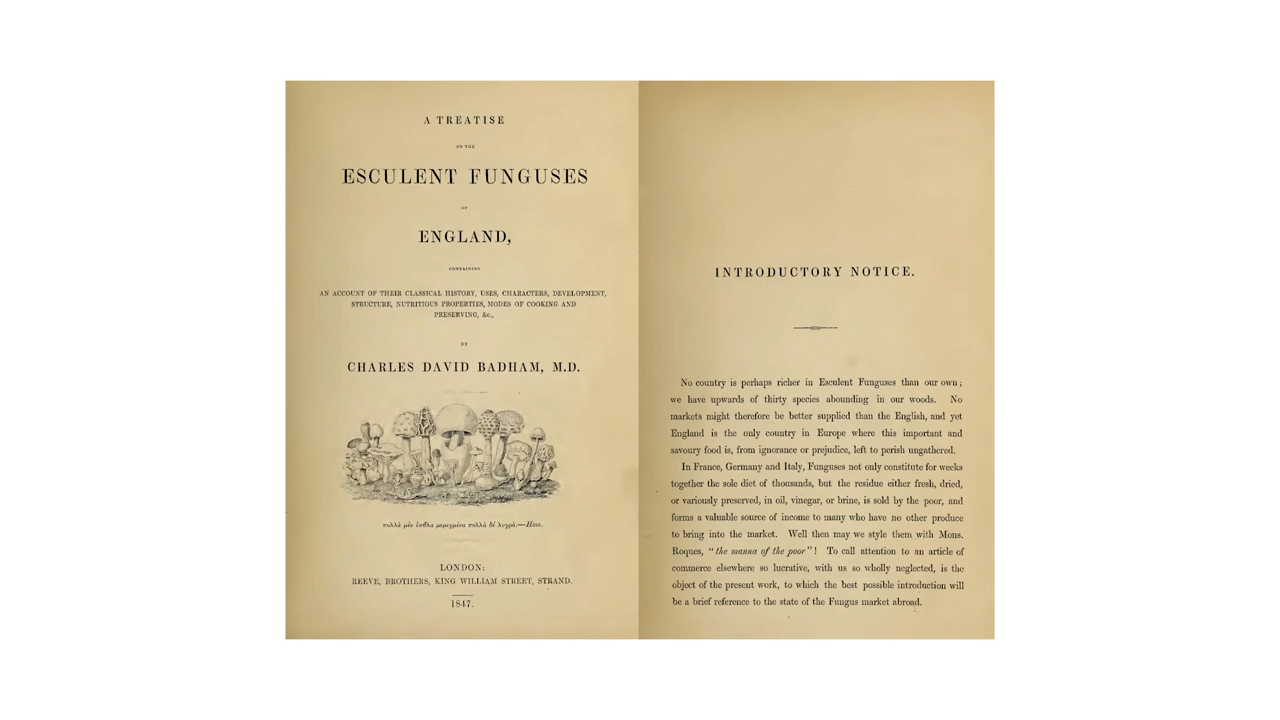 A TREATISE
ON THE
ESCULENT FUNGUSES
OF
ENGLAND,
CONTAINING
AN ACCOUNT OF THEIR CLASSICAL HISTORY, USES, CHARACTERS, DEVELOPMENT,
STRUCTURE, NUTRITIOUS PROPERTIES, MODES OF COOKING AND
PRESERVING, &c.,
BY
CHARLES DAVID BADHAM, M.D.
πολλὰ μὲν ἐσθλα μεμιγμένα πολλὰ δὲ λυγρὰ.—Hom.
LONDON:
REEVE, BROTHERS, KING WILLIAM STREET, STRAND.
1847.
INTRODUCTORY NOTICE.
No country is perhaps richer in Esculent Funguses than our own;
we have upwards of thirty species abounding in our woods. No
markets might therefore be better supplied than the English, and yet
England is the only country in Europe where this important and
savoury food is, from ignorance or prejudice, left to perish ungathered.
In France, Germany and Italy, Funguses not only constitute for weeks
together the sole diet of thousands, but the residue either fresh, dried,
or variously preserved, in oil, vinegar, or brine, is sold by the poor, and
forms a valuable source of income to many who have no other produce
to bring into the market. Well then may we style them with Mons.
Roques, "the manna of the poor"! To call attention to an article of
commerce elsewhere so lucrative, with us so wholly neglected, is the
object of the present work, to which the best possible introduction will
be a brief reference to the state of the Fungus market abroad.